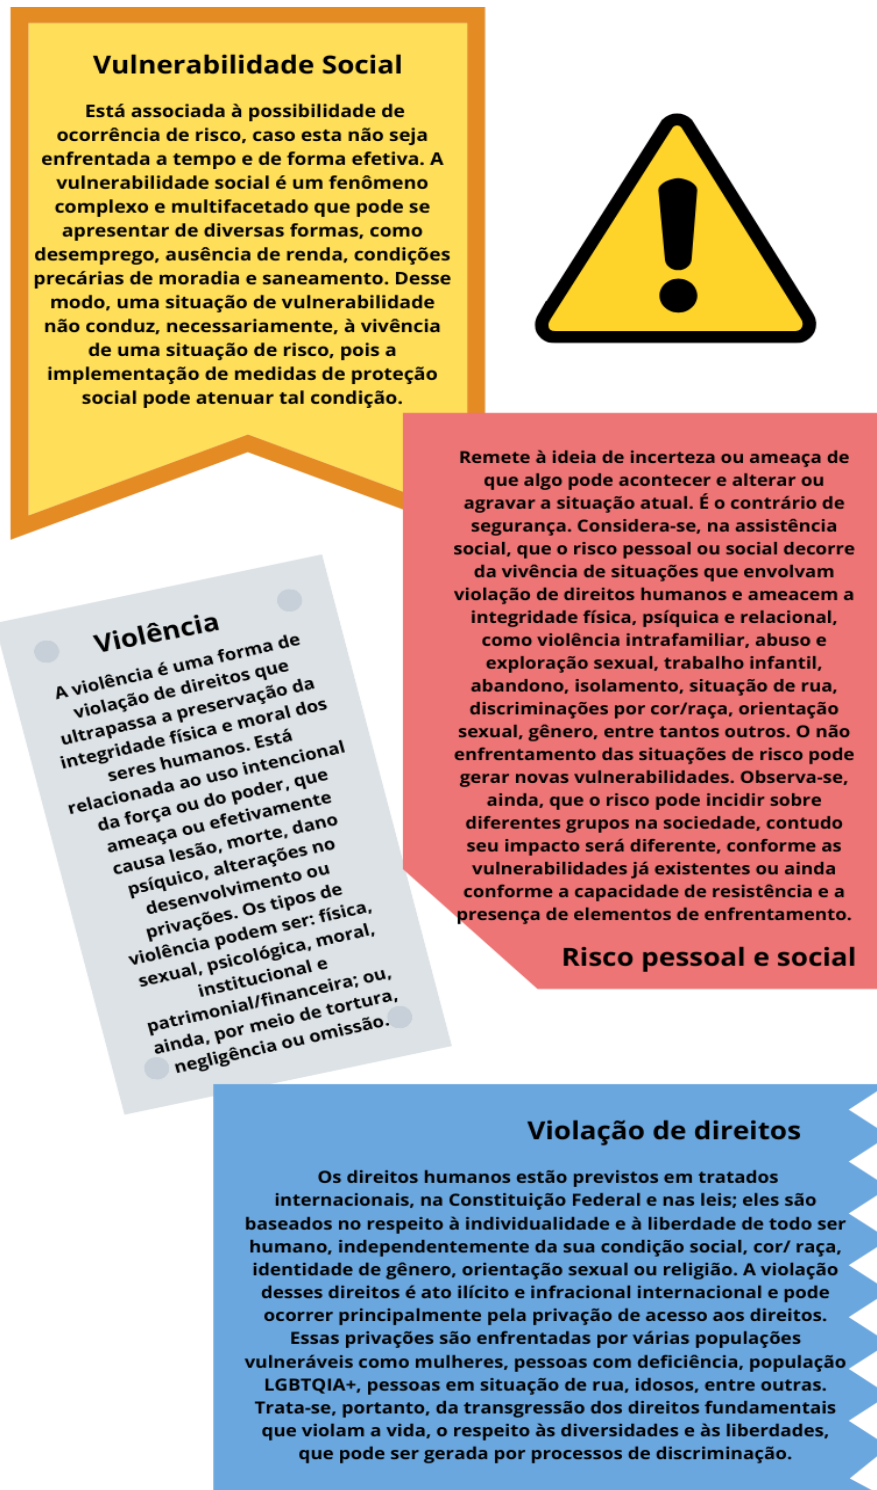 Vulnerabilidade Social
Está associada à possibilidade de
ocorrência de risco, caso esta não seja
enfrentada a tempo e de forma efetiva. A
vulnerabilidade social é um fenômeno
complexo e multifacetado que pode se
apresentar de diversas formas, como
desemprego, ausência de renda, condições
precárias de moradia e saneamento. Desse
modo, uma situação de vulnerabilidade
não conduz, necessariamente, à vivência
de uma situação de risco, pois a
implementação de medidas de proteção
social pode atenuar tal condição.
Remete à ideia de incerteza ou ameaça de
que algo pode acontecer e alterar ou
agravar a situação atual. É o contrário de
segurança. Considera-se, na assistência
social, que o risco pessoal ou social decorre
da vivência de situações que envolvam
violação de direitos humanos e ameacem a
integridade física, psíquica e relacional,
como violência intrafamiliar, abuso e
exploração sexual, trabalho infantil,
abandono, isolamento, situação de rua,
discriminações por cor/raça, orientação
sexual, gênero, entre tantos outros. O não
enfrentamento das situações de risco pode
gerar novas vulnerabilidades. Observa-se,
ainda, que o risco pode incidir sobre
diferentes grupos na sociedade, contudo
seu impacto será diferente, conforme as
vulnerabilidades já existentes ou ainda
conforme a capacidade de resistência e a
presença de elementos de enfrentamento.
Risco pessoal e social
Violência
A violência é uma forma de
violação de direitos que
ultrapassa a preservação da
integridade física e moral dos
seres humanos. Está
relacionada ao uso intencional
da força ou do poder, que
ameaça ou efetivamente
causa lesão, morte, dano
psíquico, alterações no
desenvolvimento ou
privações. Os tipos de
violência podem ser: física,
sexual, psicológica, moral,
institucional e
patrimonial/financeira; ou,
ainda, por meio de tortura,
negligência ou omissão.
Violação de direitos
Os direitos humanos estão previstos em tratados
internacionais, na Constituição Federal e nas leis; eles são
baseados no respeito à individualidade e à liberdade de todo ser
humano, independentemente da sua condição social, cor/ raça,
identidade de gênero, orientação sexual ou religião. A violação
desses direitos é ato ilícito e infracional internacional e pode
ocorrer principalmente pela privação de acesso aos direitos.
Essas privações são enfrentadas por várias populações
vulneráveis como mulheres, pessoas com deficiência, população
LGBTQIA+, pessoas em situação de rua, idosos, entre outras.
Trata-se, portanto, da transgressão dos direitos fundamentais
que violam a vida, o respeito às diversidades e às liberdades,
que pode ser gerada por processos de discriminação.